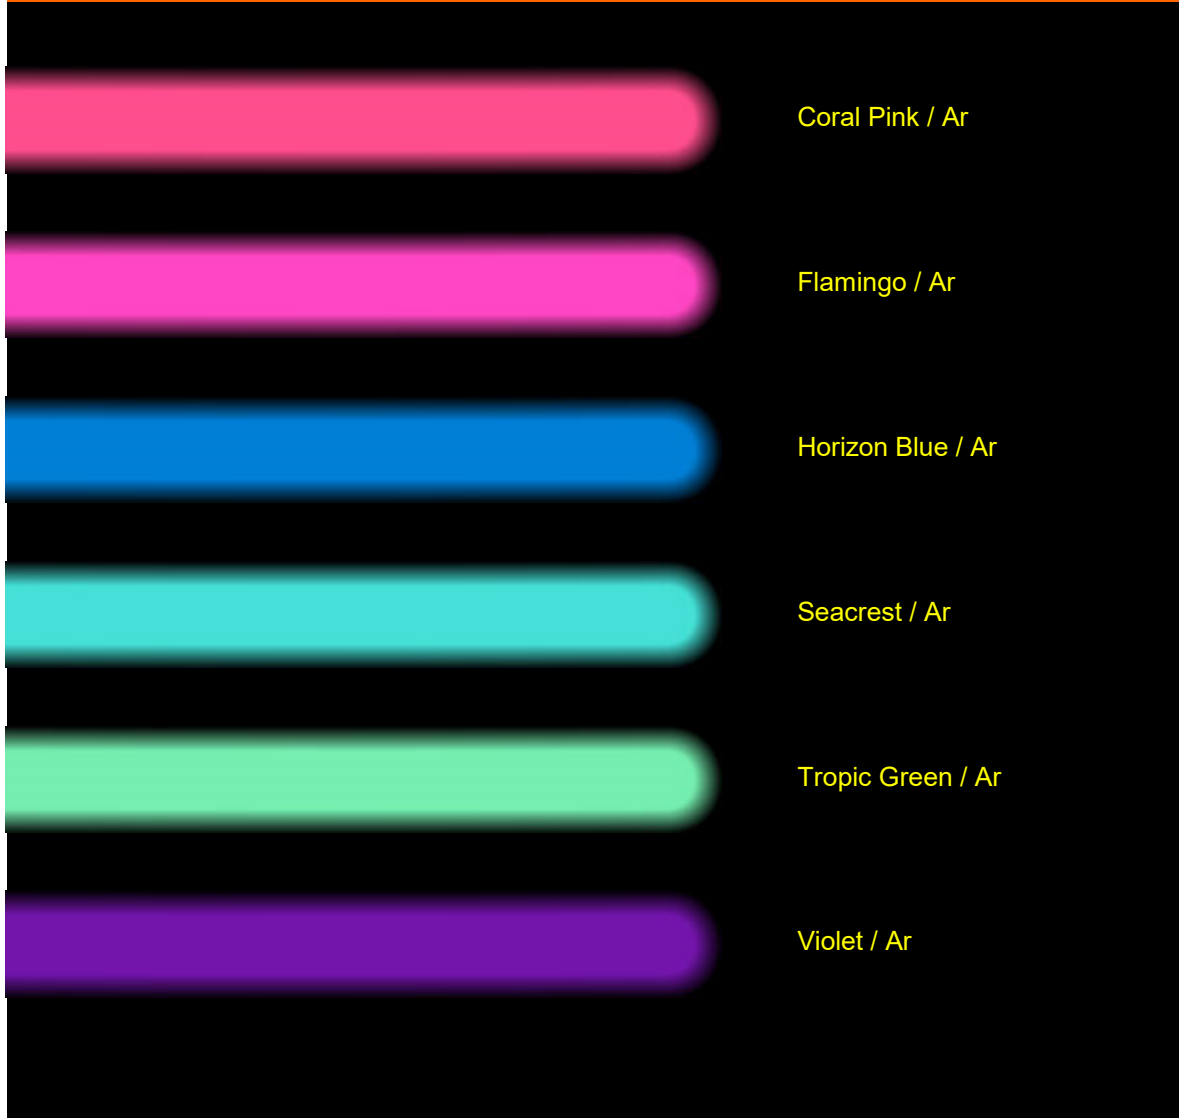 Coral Pink / Ar
Flamingo / Ar
Horizon Blue / Ar
Seacrest / Ar
Tropic Green / Ar
Violet / Ar